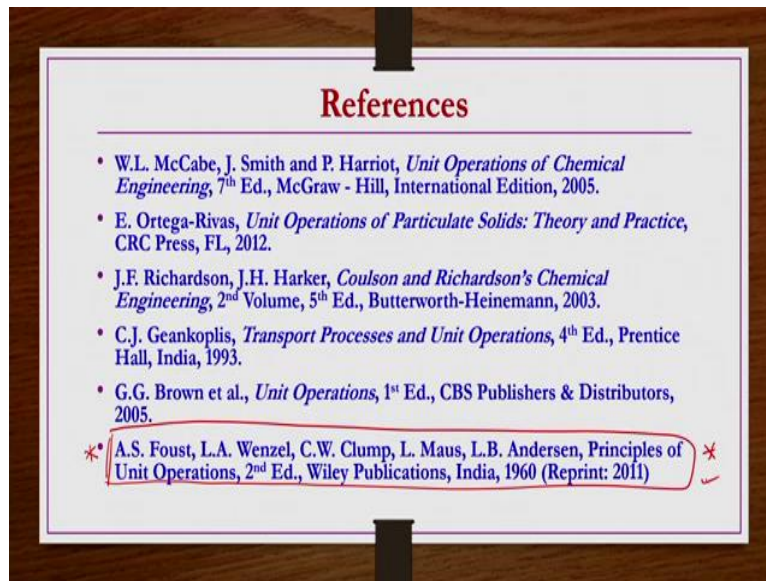 References
• W.L. McCabe, J. Smith and P. Harriot, Unit Operations of Chemical
Engineering, 7th Ed., McGraw - Hill, International Edition, 2005.
• E. Ortega-Rivas, Unit Operations of Particulate Solids: Theory and Practice,
CRC Press, FL, 2012.
• J.F. Richardson, J.H. Harker, Coulson and Richardson's Chemical
Engineering, 2nd Volume, 5th Ed., Butterworth-Heinemann, 2003.
• C.J. Geankoplis, Transport Processes and Unit Operations, 4th Ed., Prentice
Hall, India, 1993.
• G.G. Brown et al., Unit Operations, 1st Ed., CBS Publishers & Distributors,
2005.
• A.S. Foust, L.A. Wenzel, C.W. Clump, L. Maus, L.B. Andersen, Principles of
Unit Operations, 2nd Ed., Wiley Publications, India, 1960 (Reprint: 2011)